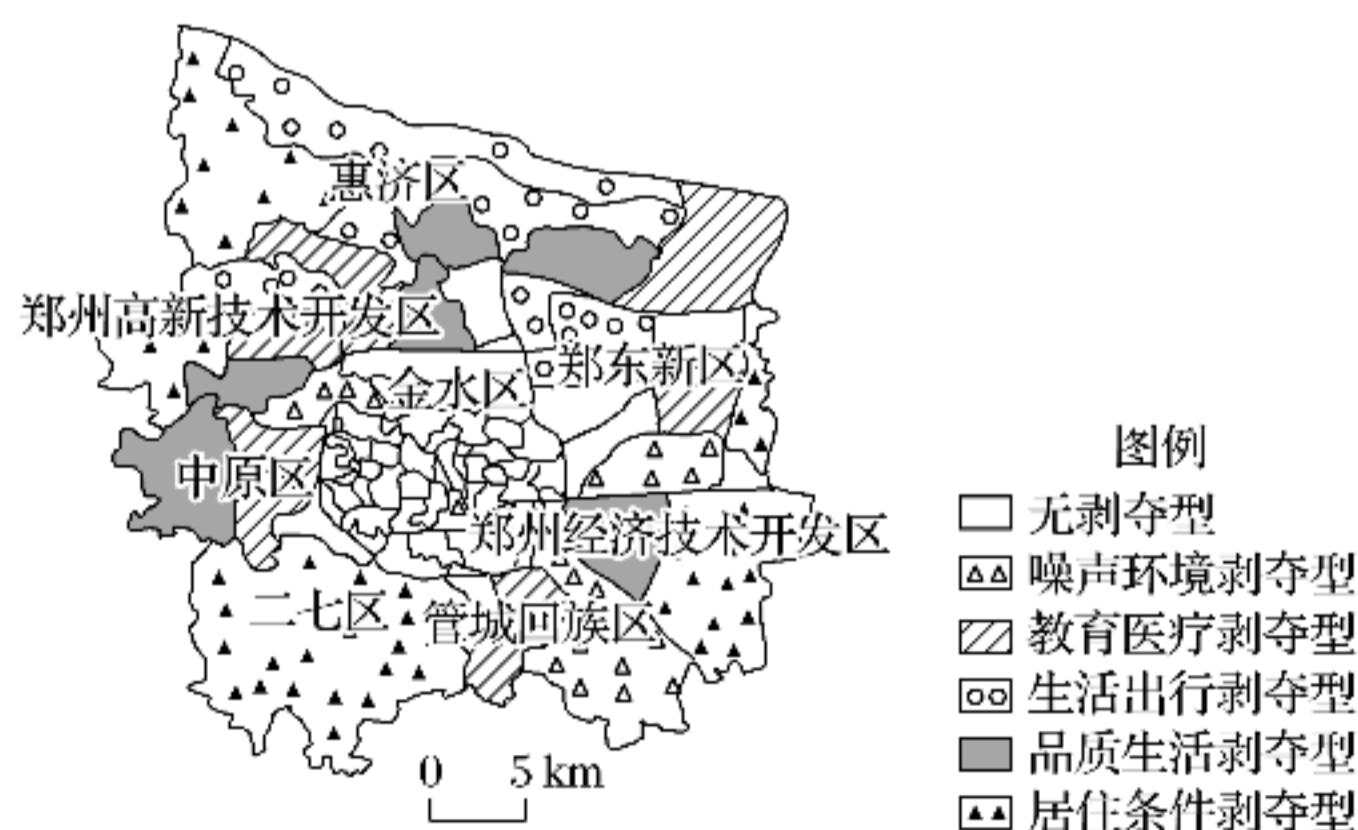 惠济区
郑州高新技术开发区
郑东新区
金水区
中原区
郑州经济技术开发区
二七区
管城回族区
0 5 km
图例
无剥夺型
噪声环境剥夺型
教育医疗剥夺型
生活出行剥夺型
品质生活剥夺型
居住条件剥夺型